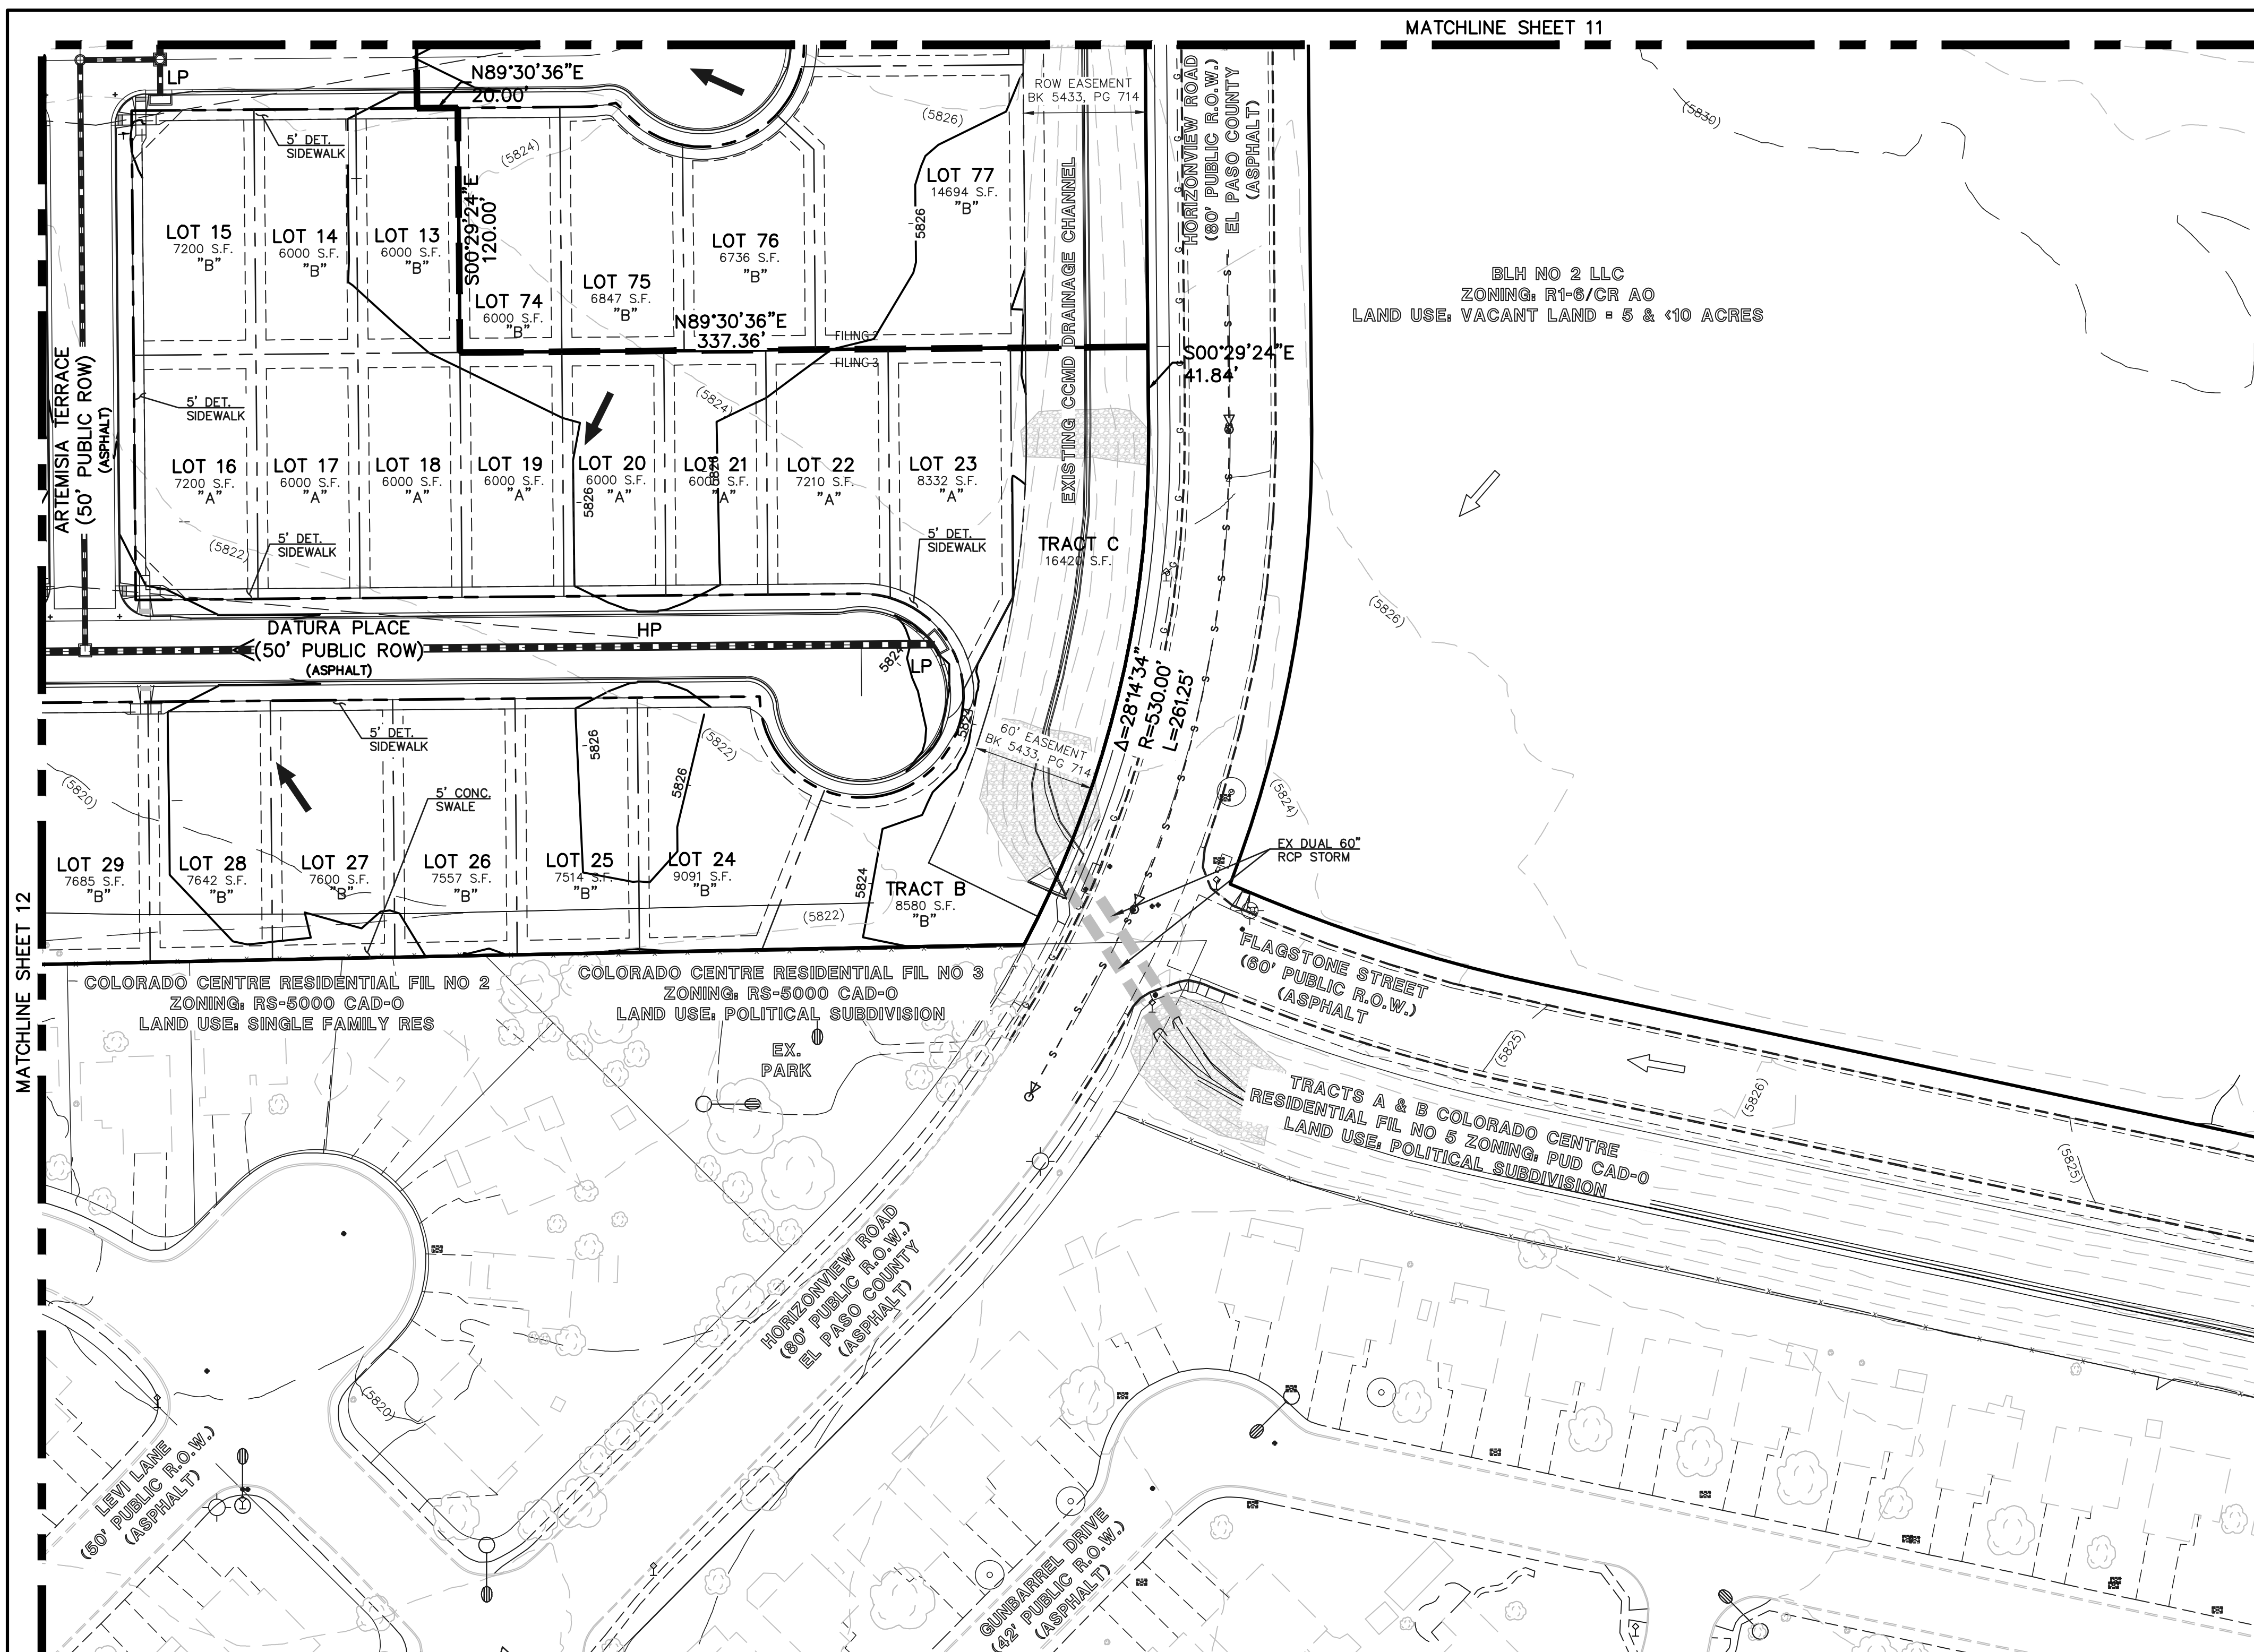 MATCHLINE SHEET 11
LP
N89°30'36"E
20.00'
5' DET.
SIDEWALK
(5824)
(5826)
ROW EASEMENT
BK 5433, PG 714
HORIZONVIEW ROAD
(80' PUBLIC R.O.W.)
EL PASO COUNTY
(ASPHALT)
(5830)
LOT 15
7200 S.F.
"B"
LOT 14
6000 S.F.
"B"
LOT 13
6000 S.F.
"B"
S00°29'24"E
120.00'
LOT 74
6000 S.F.
"B"
LOT 75
6847 S.F.
"B"
LOT 76
6736 S.F.
"B"
LOT 77
14694 S.F.
"B"
5826
EXISTING CCMD DRAINAGE CHANNEL
N89°30'36"E
337.36'
FILING 2
FILING 3
BLH NO 2 LLC
ZONING: R1-6/CR AO
LAND USE: VACANT LAND = 5 & <10 ACRES
S00°29'24"E
41.84'
ARTEMISIA TERRACE
(50' PUBLIC ROW)
(ASPHALT)
5' DET.
SIDEWALK
(5824)
LOT 16
7200 S.F.
"A"
LOT 17
6000 S.F.
"A"
LOT 18
6000 S.F.
"A"
LOT 19
6000 S.F.
"A"
LOT 20
6000 S.F.
"A"
5826
LOT 21
6000 S.F.
"A"
5826
LOT 22
7210 S.F.
"A"
LOT 23
8332 S.F.
"A"
(5822)
5' DET.
SIDEWALK
5' DET.
SIDEWALK
TRACT C
16420 S.F.
(5826)
DATURA PLACE
(50' PUBLIC ROW)
(ASPHALT)
HP
5824
LP
5824
Δ=28°14'34"
R=530.00'
L=261.25'
60' EASEMENT
BK 5433, PG 714
5' DET.
SIDEWALK
5826
5826
(5822)
(5820)
5' CONC.
SWALE
(5824)
EX DUAL 60"
RCP STORM
LOT 29
7685 S.F.
"B"
LOT 28
7642 S.F.
"B"
LOT 27
7600 S.F.
"B"
LOT 26
7557 S.F.
"B"
LOT 25
7514 S.F.
"B"
LOT 24
9091 S.F.
"B"
5824
TRACT B
8580 S.F.
"B"
(5822)
MATCHLINE SHEET 12
COLORADO CENTRE RESIDENTIAL FIL NO 2
ZONING: RS-5000 CAD-O
LAND USE: SINGLE FAMILY RES
COLORADO CENTRE RESIDENTIAL FIL NO 3
ZONING: RS-5000 CAD-O
LAND USE: POLITICAL SUBDIVISION
EX.
PARK
FLAGSTONE STREET
(60' PUBLIC R.O.W.)
(ASPHALT
(5825)
(5826)
(5825)
TRACTS A & B COLORADO CENTRE
RESIDENTIAL FIL NO 5 ZONING: PUD CAD-O
LAND USE: POLITICAL SUBDIVISION
HORIZONVIEW ROAD
(80' PUBLIC R.O.W.)
EL PASO COUNTY
(ASPHALT)
(5820)
LEVI LANE
(50' PUBLIC R.O.W.)
(ASPHALT)
GUNBARREL DRIVE
(42' PUBLIC R.O.W.)
(ASPHALT)